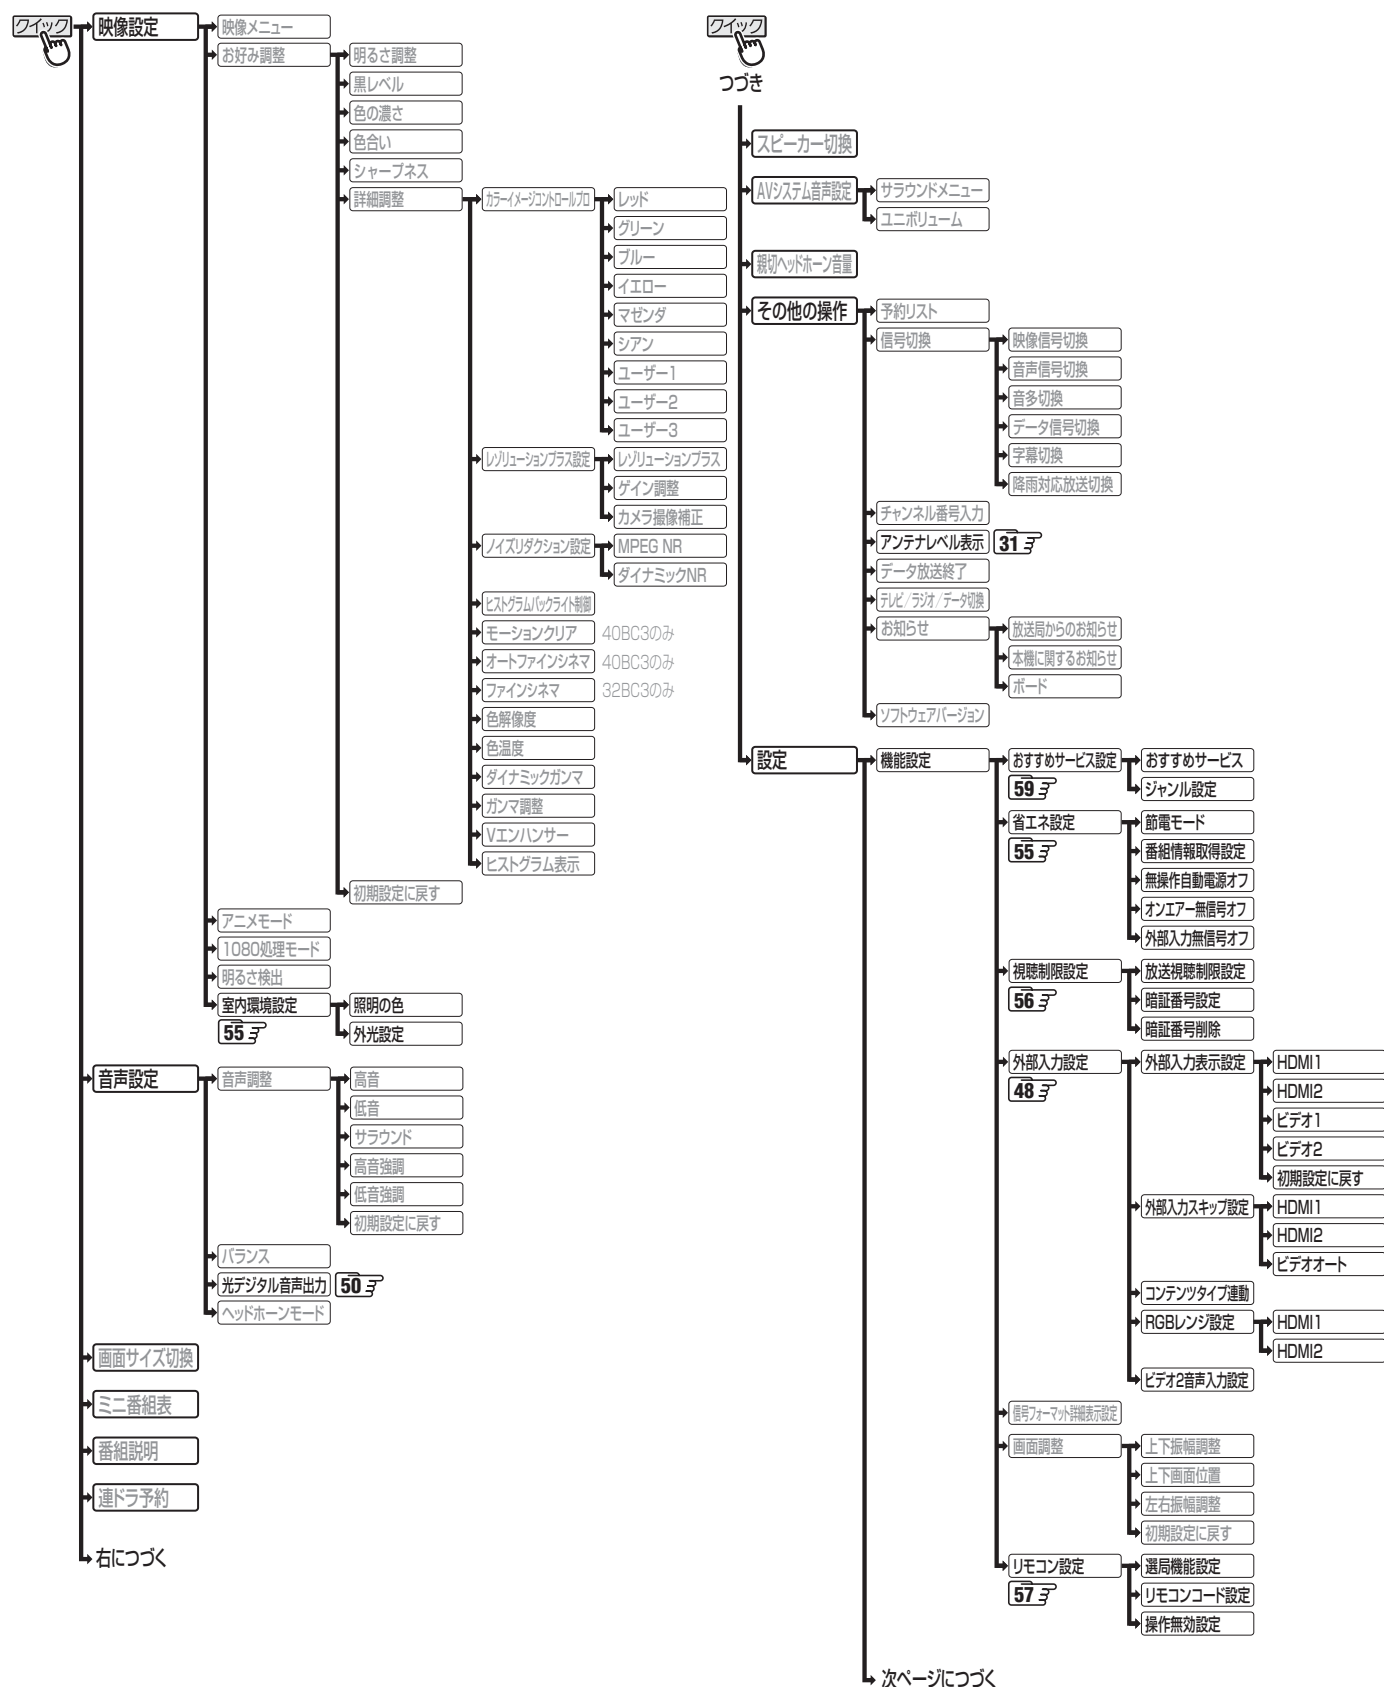 クイック
映像設定
映像メニュー
お好み調整
明るさ調整
黒レベル
色の濃さ
色合い
シャープネス
詳細調整
カラーイメージコントロールプロ
レッド
グリーン
ブルー
イエロー
マゼンダ
シアン
ユーザー1
ユーザー2
ユーザー3
レゾリューションプラス設定
レゾリューションプラス
ゲイン調整
カメラ撮像補正
ノイズリダクション設定
MPEG NR
ダイナミックNR
ヒストグラムバックライト制御
モーションクリア 40BC3のみ
オートファインシネマ 40BC3のみ
ファインシネマ 32BC3のみ
色解像度
色温度
ダイナミックガンマ
ガンマ調整
Vエンハンサー
ヒストグラム表示
初期設定に戻す
アニメモード
1080処理モード
明るさ検出
室内環境設定
55
照明の色
外光設定
音声設定
音声調整
高音
低音
サラウンド
高音強調
低音強調
初期設定に戻す
バランス
光デジタル音声出力 50
ヘッドホーンモード
画面サイズ切換
ミニ番組表
番組説明
連ドラ予約
右につづく
クイック
つづき
スピーカー切換
AVシステム音声設定
サラウンドメニュー
ユニボリューム
親切ヘッドホーン音量
その他の操作
予約リスト
信号切換
映像信号切換
音声信号切換
音多切換
データ信号切換
字幕切換
降雨対応放送切換
チャンネル番号入力
アンテナレベル表示 31
データ放送終了
テレビ/ラジオ/データ切換
お知らせ
放送局からのお知らせ
本機に関するお知らせ
ボード
ソフトウェアバージョン
設定
機能設定
おすすめサービス設定
59
おすすめサービス
ジャンル設定
省エネ設定
55
節電モード
番組情報取得設定
無操作自動電源オフ
オンエアー無信号オフ
外部入力無信号オフ
視聴制限設定
56
放送視聴制限設定
暗証番号設定
暗証番号削除
外部入力設定
48
外部入力表示設定
HDMI1
HDMI2
ビデオ1
ビデオ2
初期設定に戻す
外部入力スキップ設定
HDMI1
HDMI2
ビデオオート
コンテンツタイプ連動
RGBレンジ設定
HDMI1
HDMI2
ビデオ2音声入力設定
信号フォーマット詳細表示設定
画面調整
上下振幅調整
上下画面位置
左右振幅調整
初期設定に戻す
リモコン設定
57
選局機能設定
リモコンコード設定
操作無効設定
次ページにつづく